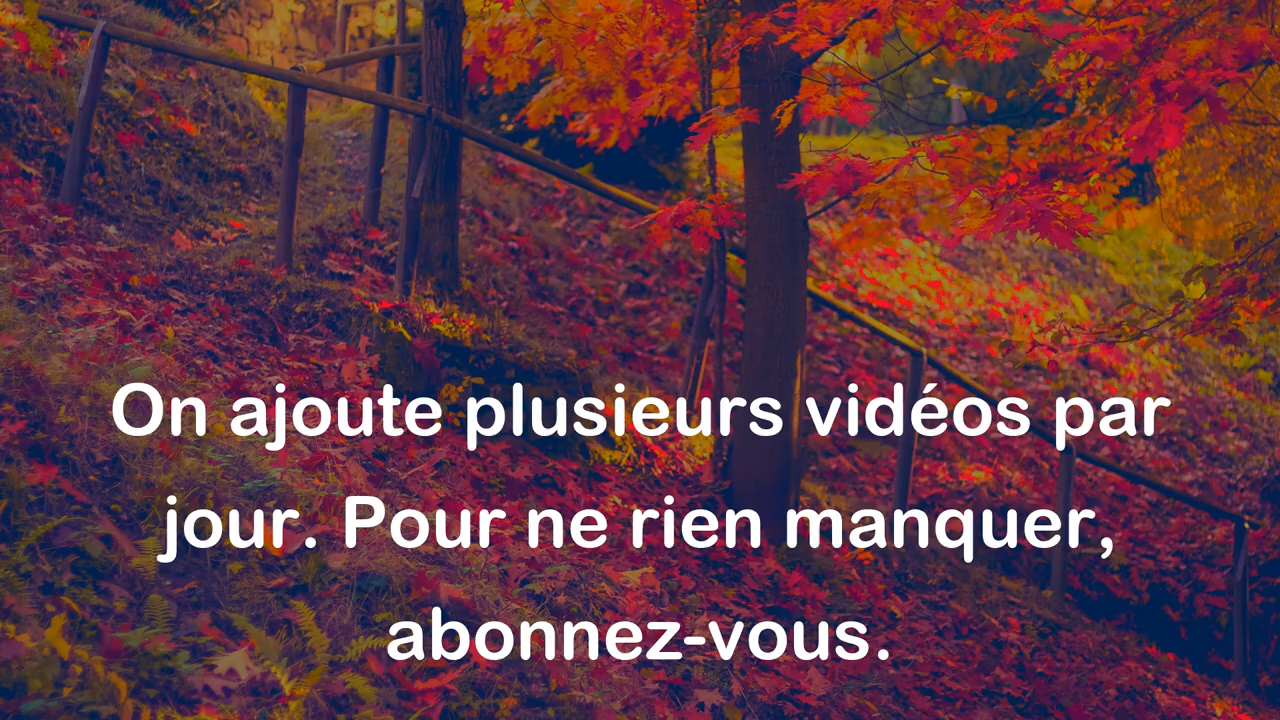 On ajoute plusieurs vidéos par
jour. Pour ne rien manquer,
abonnez-vous.